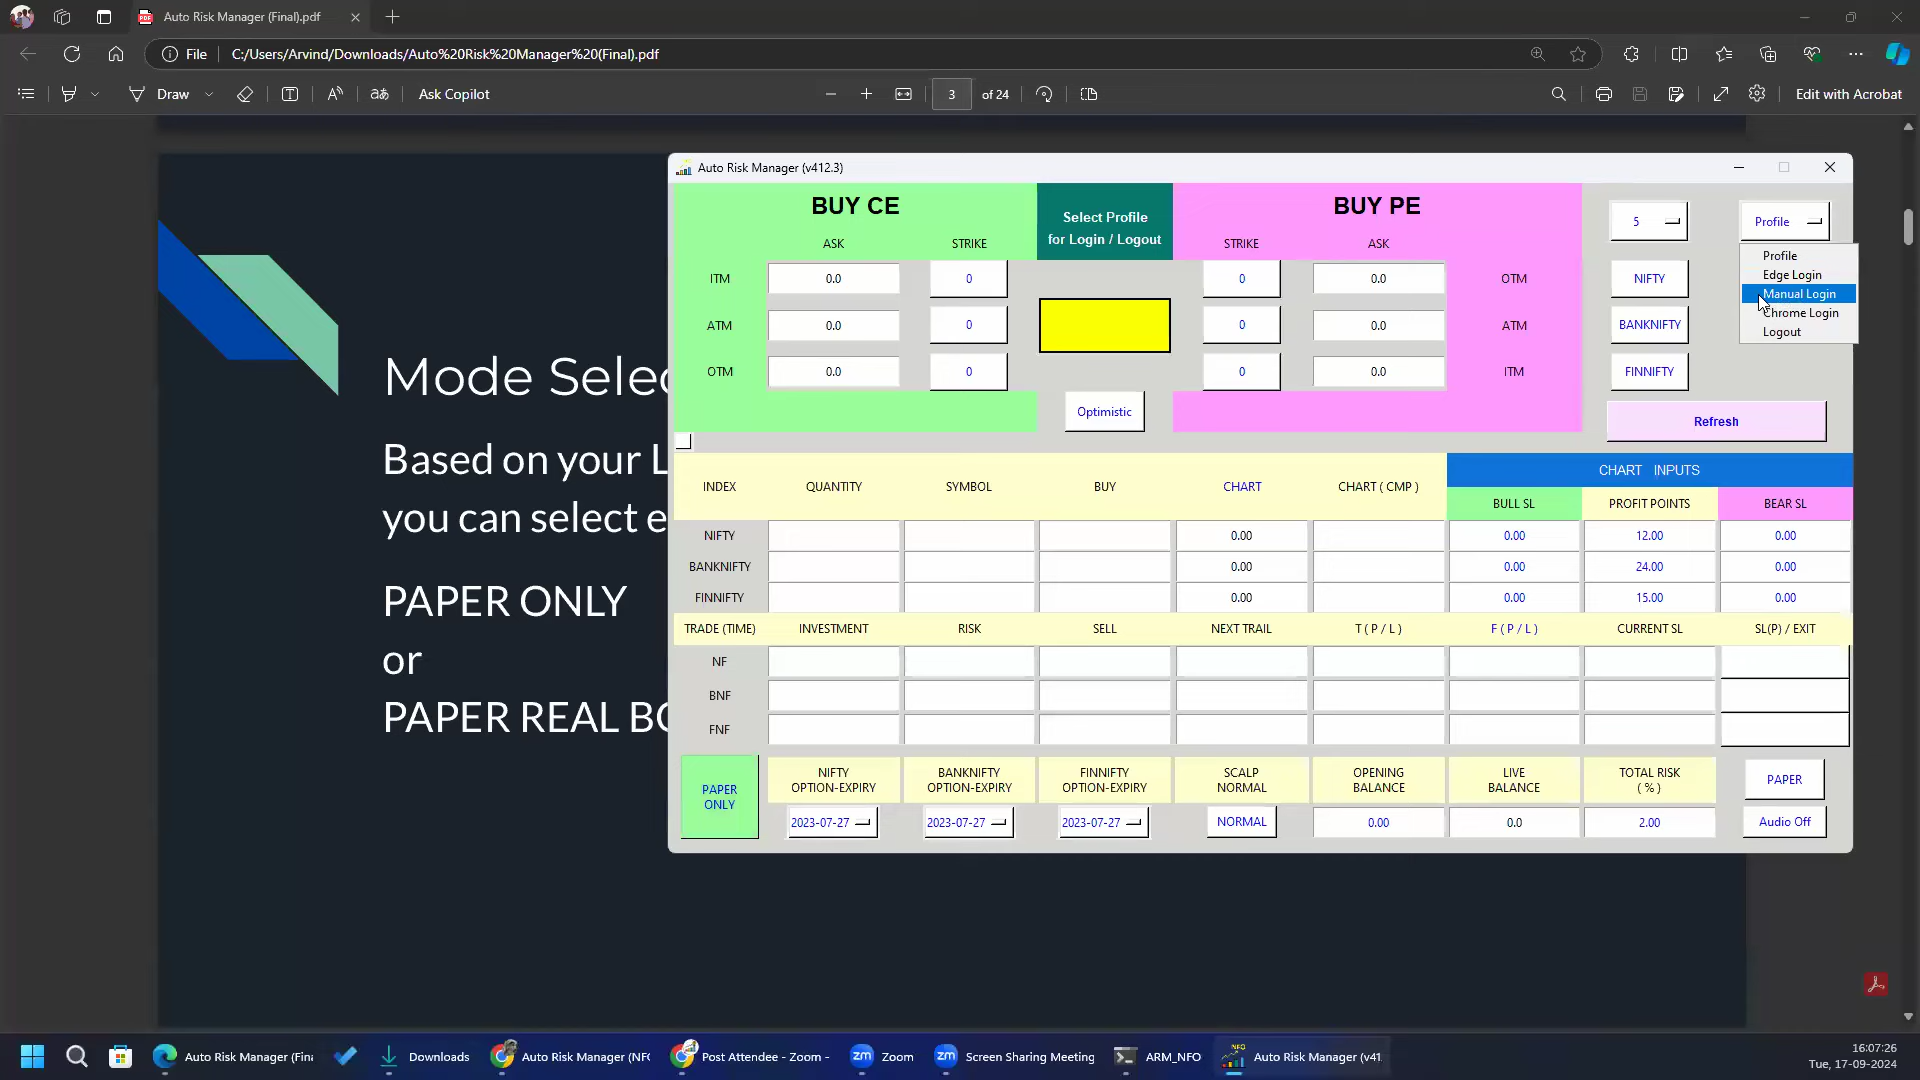 Auto Risk Manager (Final).pdf
File
C:/Users/Arvind/Downloads/Auto%20Risk%20Manager%20(Final).pdf
Draw
Ask Copilot
3 of 24
Edit with Acrobat
Mode Selec
Based on your L
you can select e
PAPER ONLY
or
PAPER REAL BO
Auto Risk Manager (v412.3)
BUY CE
Select Profile
for Login / Logout
BUY PE
ASK STRIKE STRIKE ASK
5 Profile
Profile
Edge Login
Manual Login
Chrome Login
Logout
ITM 0.0 0 0 0.0 OTM NIFTY
ATM 0.0 0 0 0.0 ATM BANKNIFTY
OTM 0.0 0 0 0.0 ITM FINNIFTY
Optimistic
Refresh
CHART INPUTS
INDEX QUANTITY SYMBOL BUY CHART CHART ( CMP )
BULL SL PROFIT POINTS BEAR SL
NIFTY 0.00 0.00 12.00 0.00
BANKNIFTY 0.00 0.00 24.00 0.00
FINNIFTY 0.00 0.00 15.00 0.00
TRADE (TIME) INVESTMENT RISK SELL NEXT TRAIL T ( P / L ) F ( P / L ) CURRENT SL SL(P) / EXIT
NF
BNF
FNF
PAPER
ONLY
NIFTY
OPTION-EXPIRY
BANKNIFTY
OPTION-EXPIRY
FINNIFTY
OPTION-EXPIRY
SCALP
NORMAL
OPENING
BALANCE
LIVE
BALANCE
TOTAL RISK
( % )
PAPER
2023-07-27 2023-07-27 2023-07-27 NORMAL 0.00 0.0 2.00 Audio Off
Auto Risk Manager (Fina
Downloads
Auto Risk Manager (NFO
Post Attendee - Zoom -
Zoom
Screen Sharing Meeting
ARM_NFO
Auto Risk Manager (v41
16:07:26
Tue, 17-09-2024